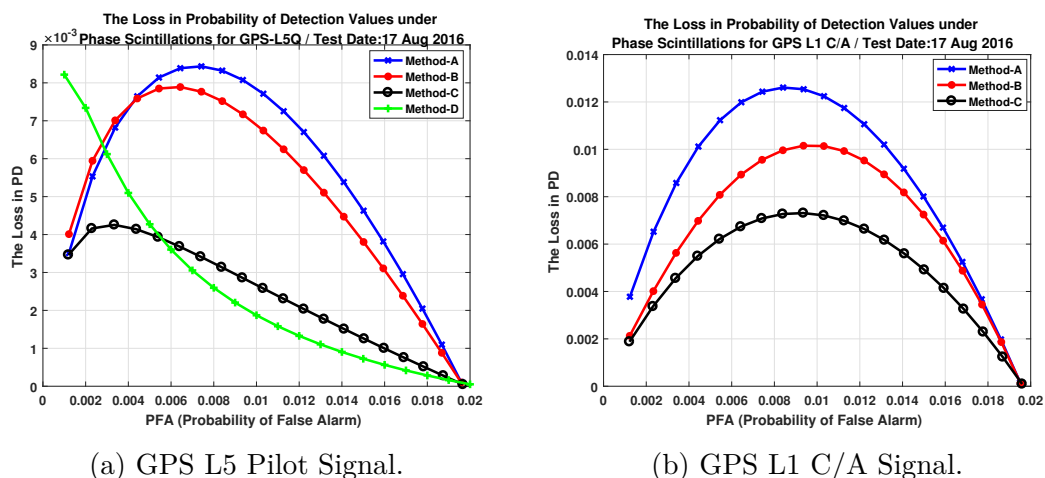 The Loss in Probability of Detection Values under
Phase Scintillations for GPS-L5Q / Test Date:17 Aug 2016
×10⁻³
9
8
7
6
5
4
3
2
1
0
The Loss in PD
Method-A
Method-B
Method-C
Method-D
0 0.002 0.004 0.006 0.008 0.01 0.012 0.014 0.016 0.018 0.02
PFA (Probability of False Alarm)
(a) GPS L5 Pilot Signal.
The Loss in Probability of Detection Values under
Phase Scintillations for GPS L1 C/A / Test Date:17 Aug 2016
0.014
0.012
0.01
0.008
0.006
0.004
0.002
0
The Loss in PD
Method-A
Method-B
Method-C
0 0.002 0.004 0.006 0.008 0.01 0.012 0.014 0.016 0.018 0.02
PFA (Probability of False Alarm)
(b) GPS L1 C/A Signal.